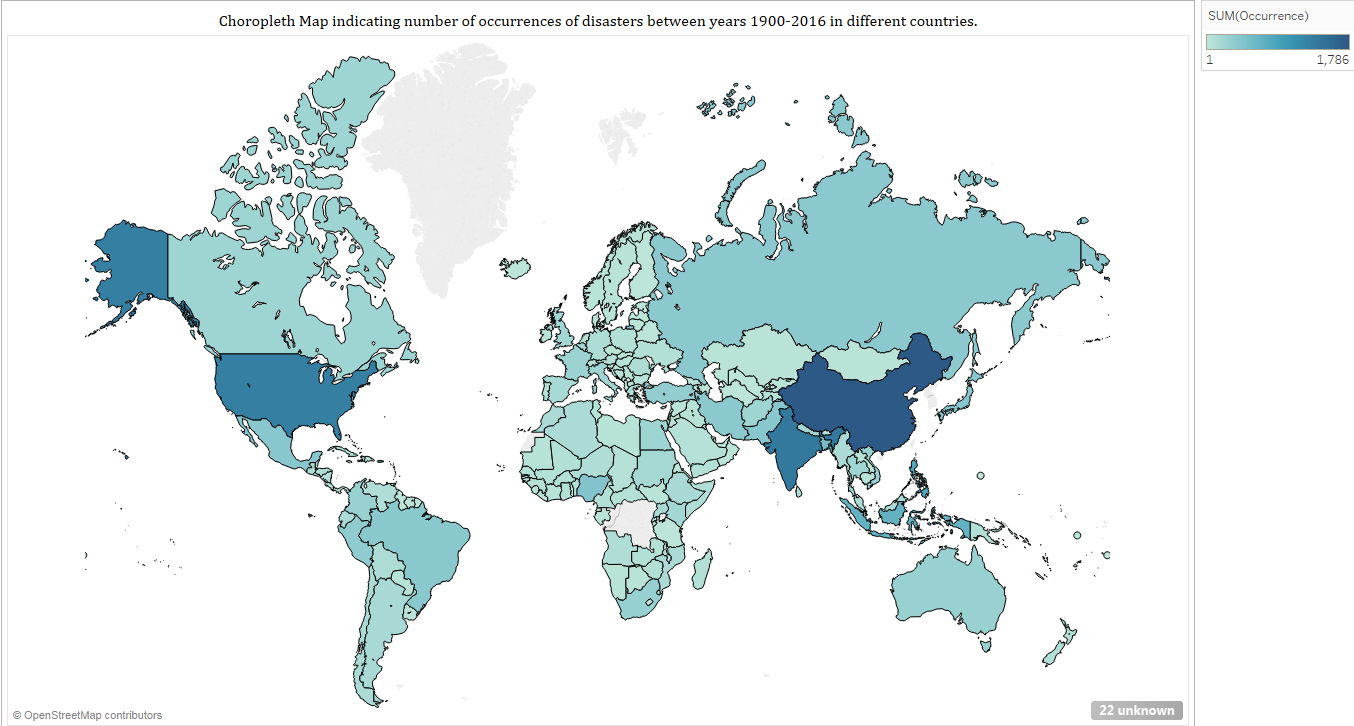 Choropleth Map indicating number of occurrences of disasters between years 1900-2016 in different countries.
SUM(Occurrence)
1 1,786
© OpenStreetMap contributors
22 unknown